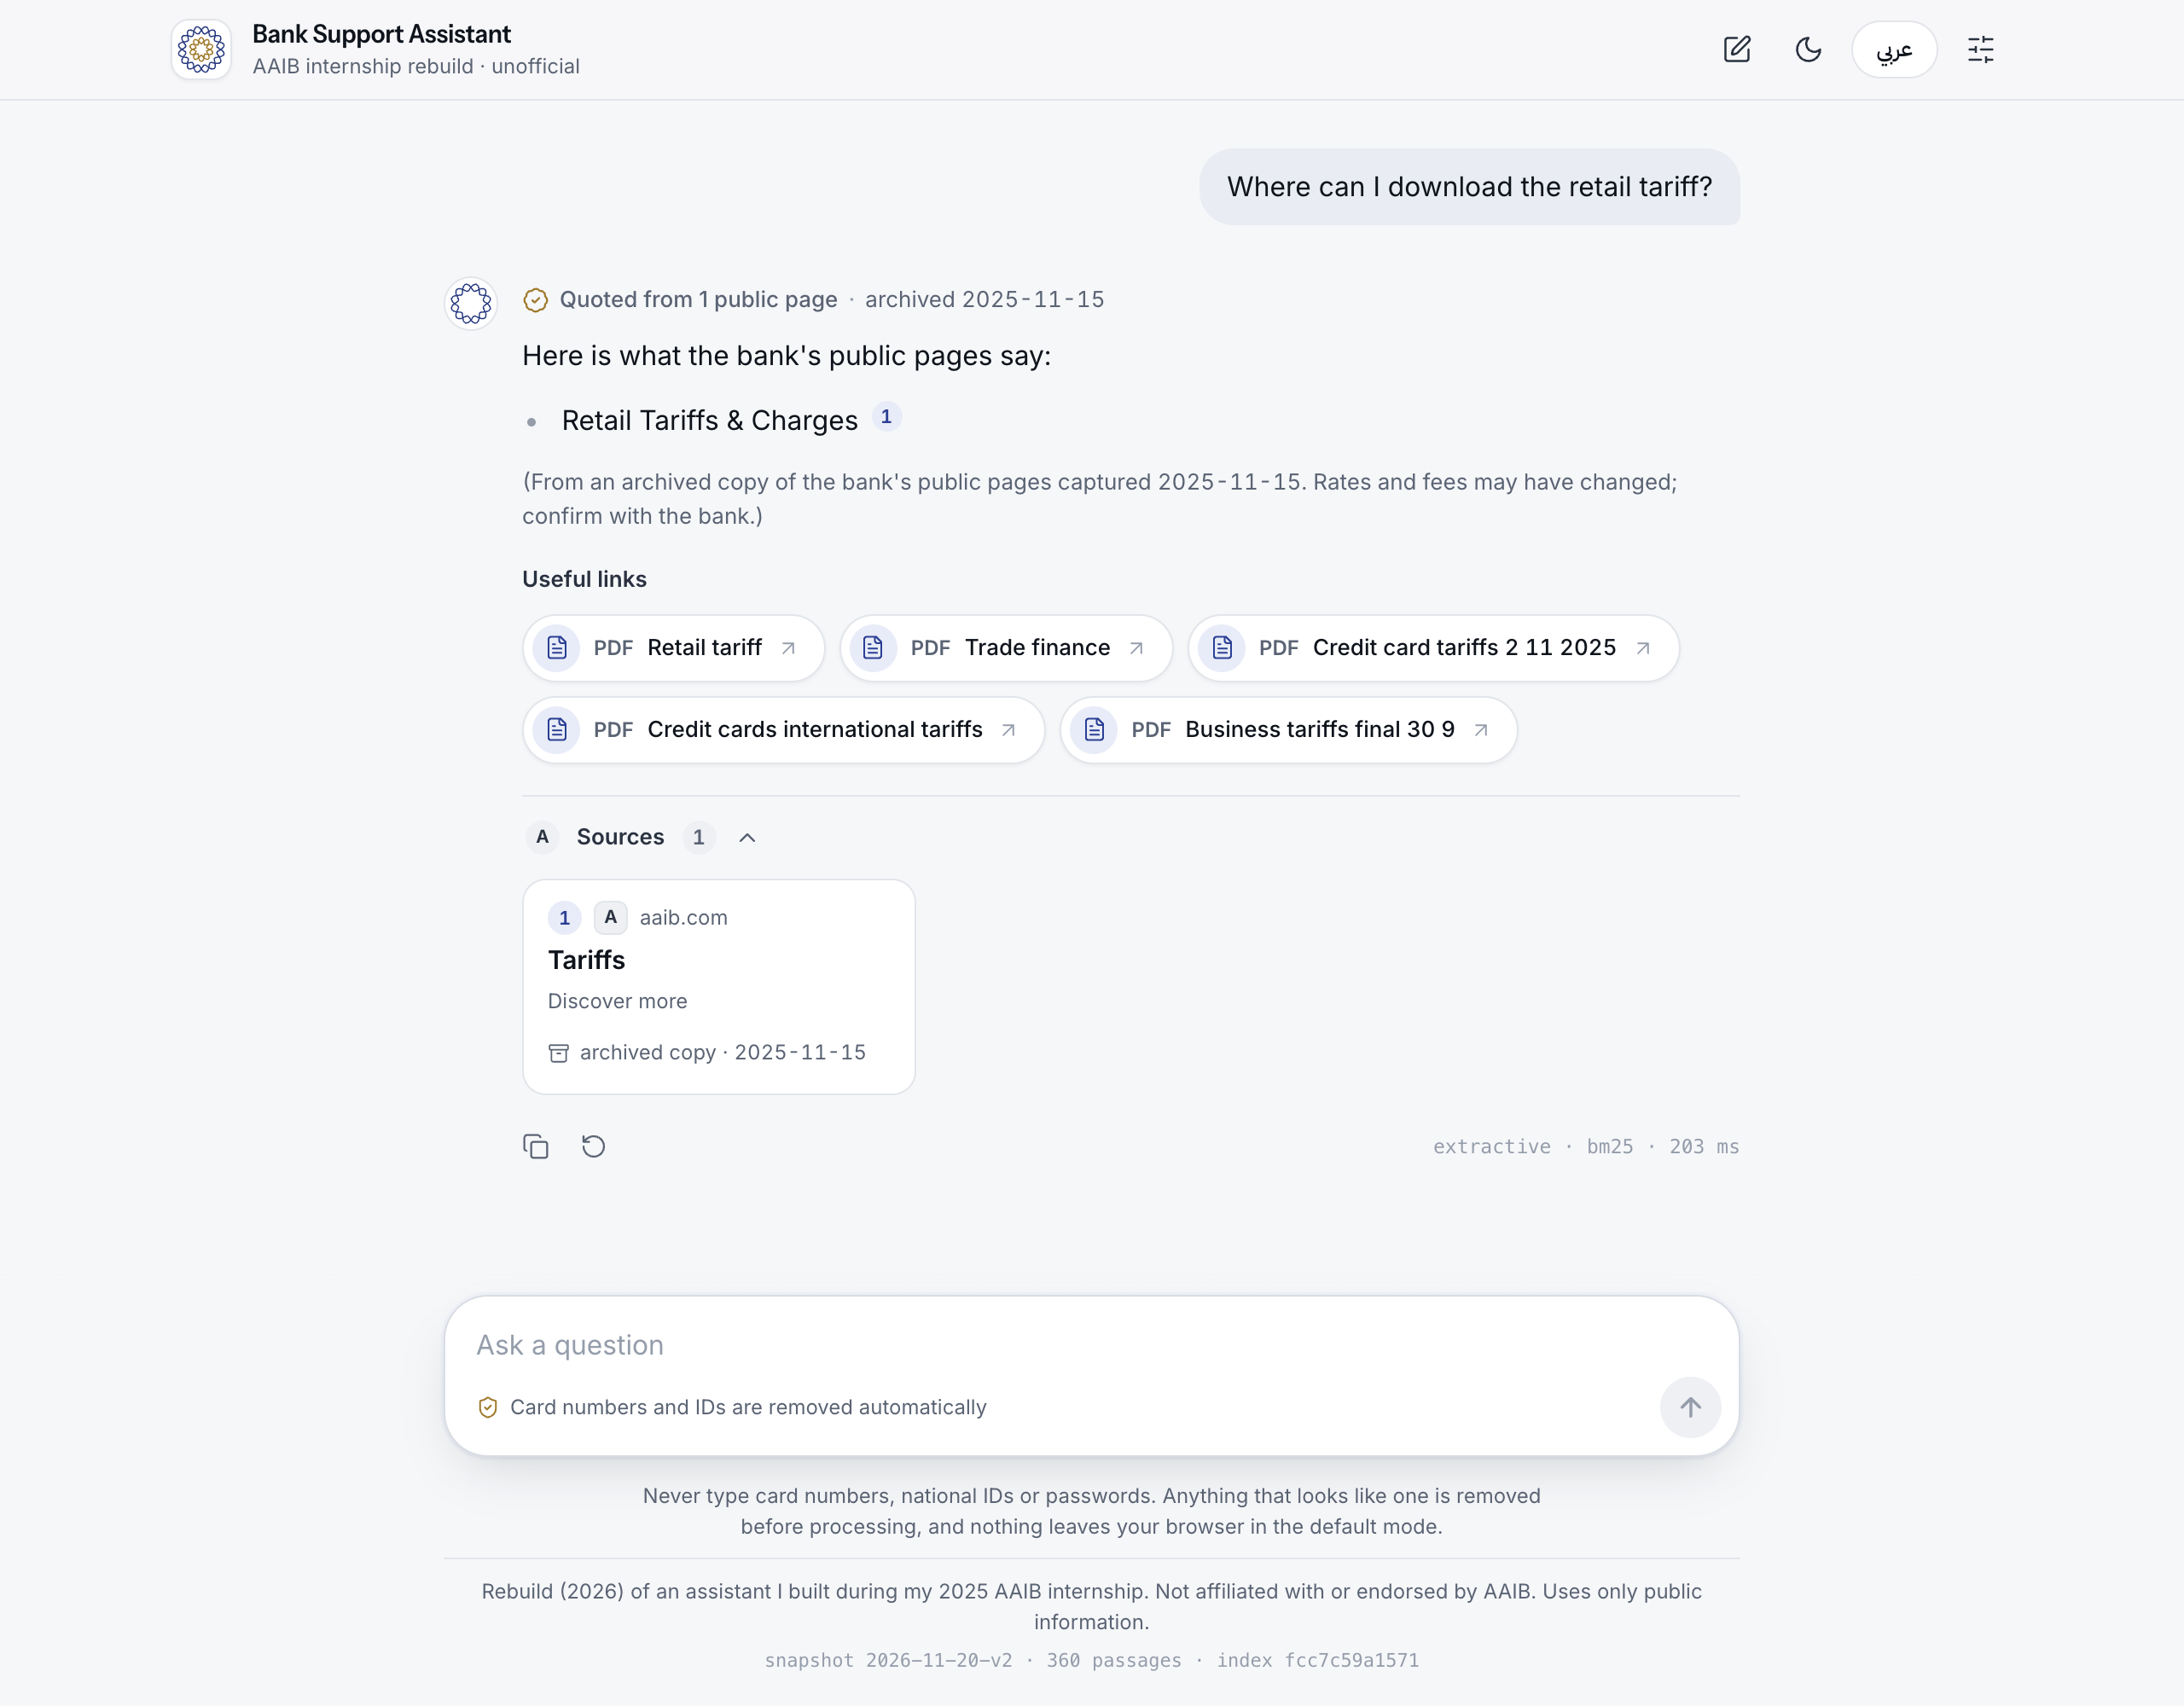 Bank Support Assistant
AAIB internship rebuild · unofficial
عربي
Where can I download the retail tariff?
Quoted from 1 public page · archived 2025-11-15
Here is what the bank's public pages say:
• Retail Tariffs & Charges 1
(From an archived copy of the bank's public pages captured 2025-11-15. Rates and fees may have changed;
confirm with the bank.)
Useful links
PDF Retail tariff
PDF Trade finance
PDF Credit card tariffs 2 11 2025
PDF Credit cards international tariffs
PDF Business tariffs final 30 9
A Sources 1
1 A aaib.com
Tariffs
Discover more
archived copy · 2025-11-15
extractive · bm25 · 203 ms
Ask a question
Card numbers and IDs are removed automatically
Never type card numbers, national IDs or passwords. Anything that looks like one is removed
before processing, and nothing leaves your browser in the default mode.
Rebuild (2026) of an assistant I built during my 2025 AAIB internship. Not affiliated with or endorsed by AAIB. Uses only public
information.
snapshot 2026-11-20-v2 · 360 passages · index fcc7c59a1571